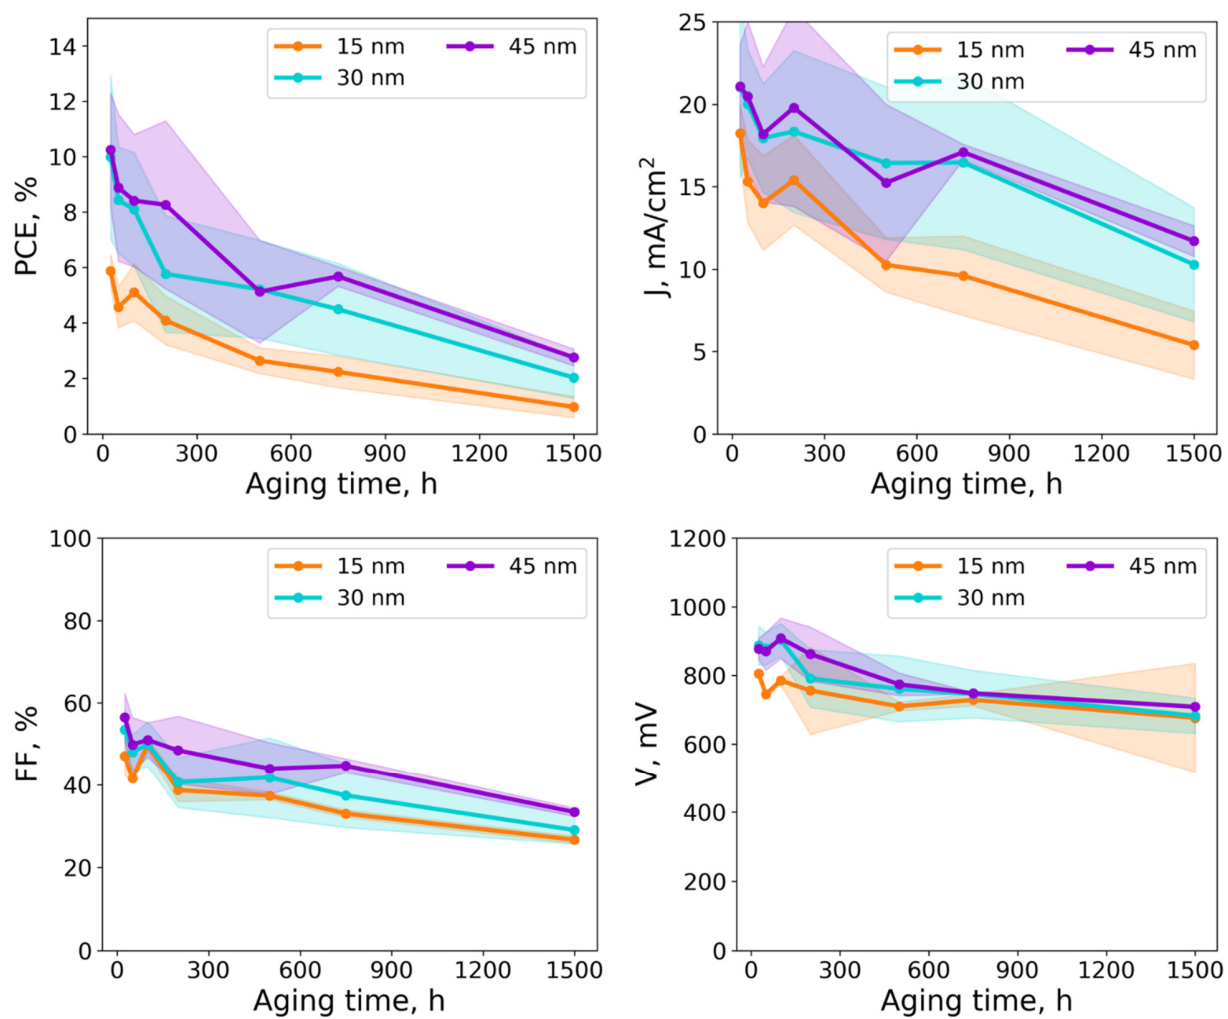 14
12
10
8
6
4
2
0
PCE, %
15 nm
30 nm
45 nm
0 300 600 900 1200 1500
Aging time, h
25
20
15
10
5
0
J, mA/cm²
15 nm
30 nm
45 nm
0 300 600 900 1200 1500
Aging time, h
100
80
60
40
20
0
FF, %
15 nm
30 nm
45 nm
0 300 600 900 1200 1500
Aging time, h
1200
1000
800
600
400
200
0
V, mV
15 nm
30 nm
45 nm
0 300 600 900 1200 1500
Aging time, h